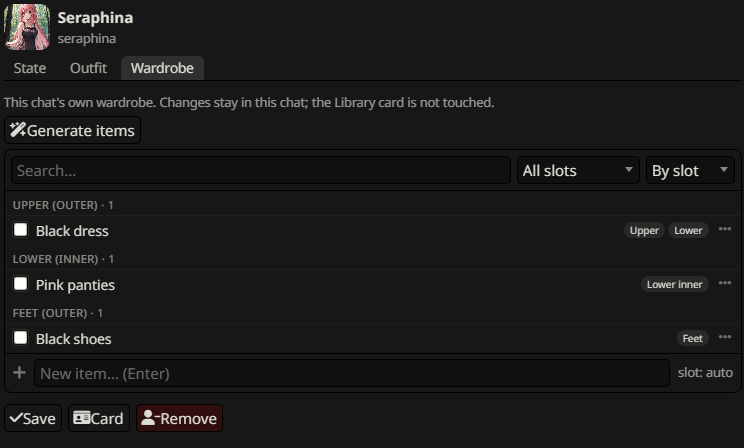 Seraphina
seraphina
State Outfit Wardrobe
This chat's own wardrobe. Changes stay in this chat; the Library card is not touched.
Generate items
Search... All slots By slot
UPPER (OUTER) · 1
Black dress Upper Lower
LOWER (INNER) · 1
Pink panties Lower inner
FEET (OUTER) · 1
Black shoes Feet
New item... (Enter) slot: auto
Save Card Remove